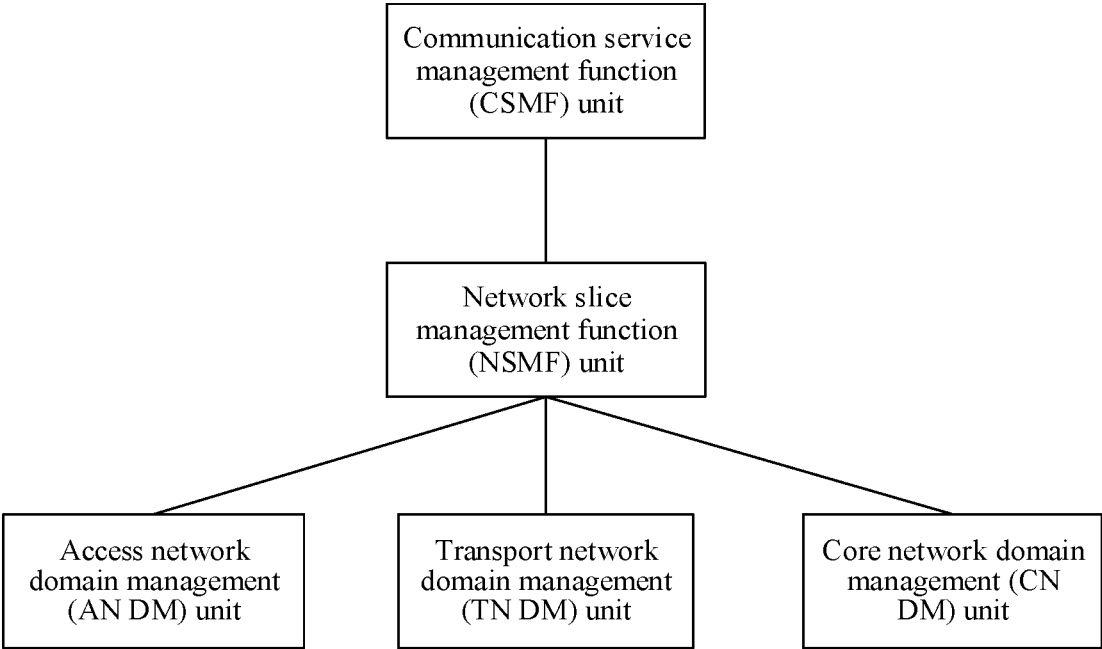 Communication service
management function
(CSMF) unit
Network slice
management function
(NSMF) unit
Access network
domain management
(AN DM) unit
Transport network
domain management
(TN DM) unit
Core network domain
management (CN
DM) unit